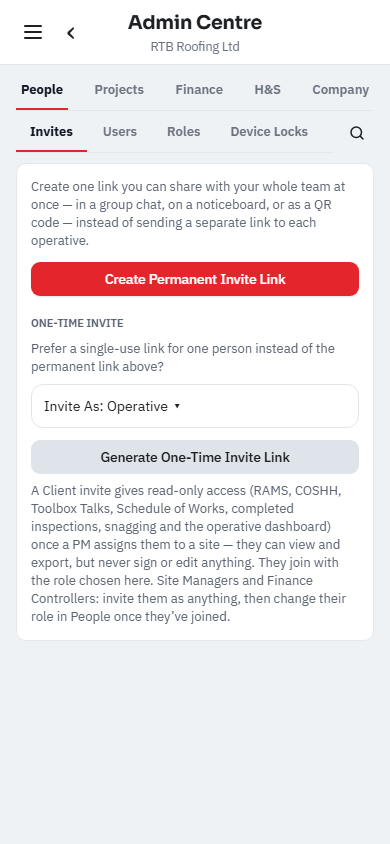 Admin Centre
RTB Roofing Ltd
People Projects Finance H&S Company
Invites Users Roles Device Locks
Create one link you can share with your whole team at
once — in a group chat, on a noticeboard, or as a QR
code — instead of sending a separate link to each
operative.
Create Permanent Invite Link
ONE-TIME INVITE
Prefer a single-use link for one person instead of the
permanent link above?
Invite As: Operative ▾
Generate One-Time Invite Link
A Client invite gives read-only access (RAMS, COSHH,
Toolbox Talks, Schedule of Works, completed
inspections, snagging and the operative dashboard)
once a PM assigns them to a site — they can view and
export, but never sign or edit anything. They join with
the role chosen here. Site Managers and Finance
Controllers: invite them as anything, then change their
role in People once they’ve joined.